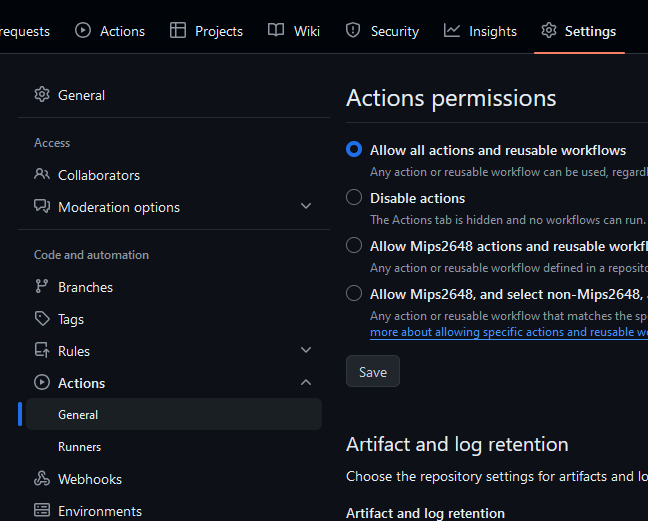 requests Actions Projects Wiki Security Insights Settings
General
Access
Collaborators
Moderation options
Code and automation
Branches
Tags
Rules
Actions
General
Runners
Webhooks
Environments
Actions permissions
Allow all actions and reusable workflows
Any action or reusable workflow can be used,
Disable actions
The Actions tab is hidden and no workflows can run.
Allow Mips2648 actions and reusable
Any action or reusable workflow defined in a
Allow Mips2648, and select non-Mips2648,
Any action or reusable workflow that matches the
more about allowing specific actions and reusable
Save
Artifact and log retention
Choose the repository settings for artifacts and
Artifact and log retention